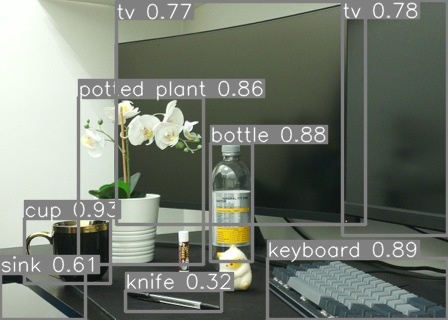 tv 0.77
tv 0.78
potted plant 0.86
bottle 0.88
cup 0.93
keyboard 0.89
sink 0.61
knife 0.32